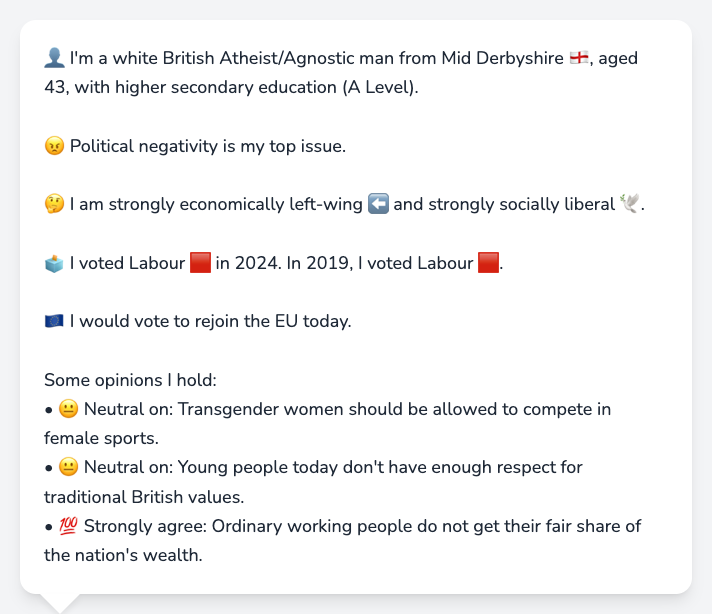 👤 I'm a white British Atheist/Agnostic man from Mid Derbyshire 🏴󠁧󠁢󠁥󠁮󠁧󠁿, aged
43, with higher secondary education (A Level).
😠 Political negativity is my top issue.
🤔 I am strongly economically left-wing ⬅️ and strongly socially liberal 🕊️.
🗳️ I voted Labour 🟥 in 2024. In 2019, I voted Labour 🟥.
🇪🇺 I would vote to rejoin the EU today.
Some opinions I hold:
• 😐 Neutral on: Transgender women should be allowed to compete in
female sports.
• 😐 Neutral on: Young people today don't have enough respect for
traditional British values.
• 💯 Strongly agree: Ordinary working people do not get their fair share of
the nation's wealth.